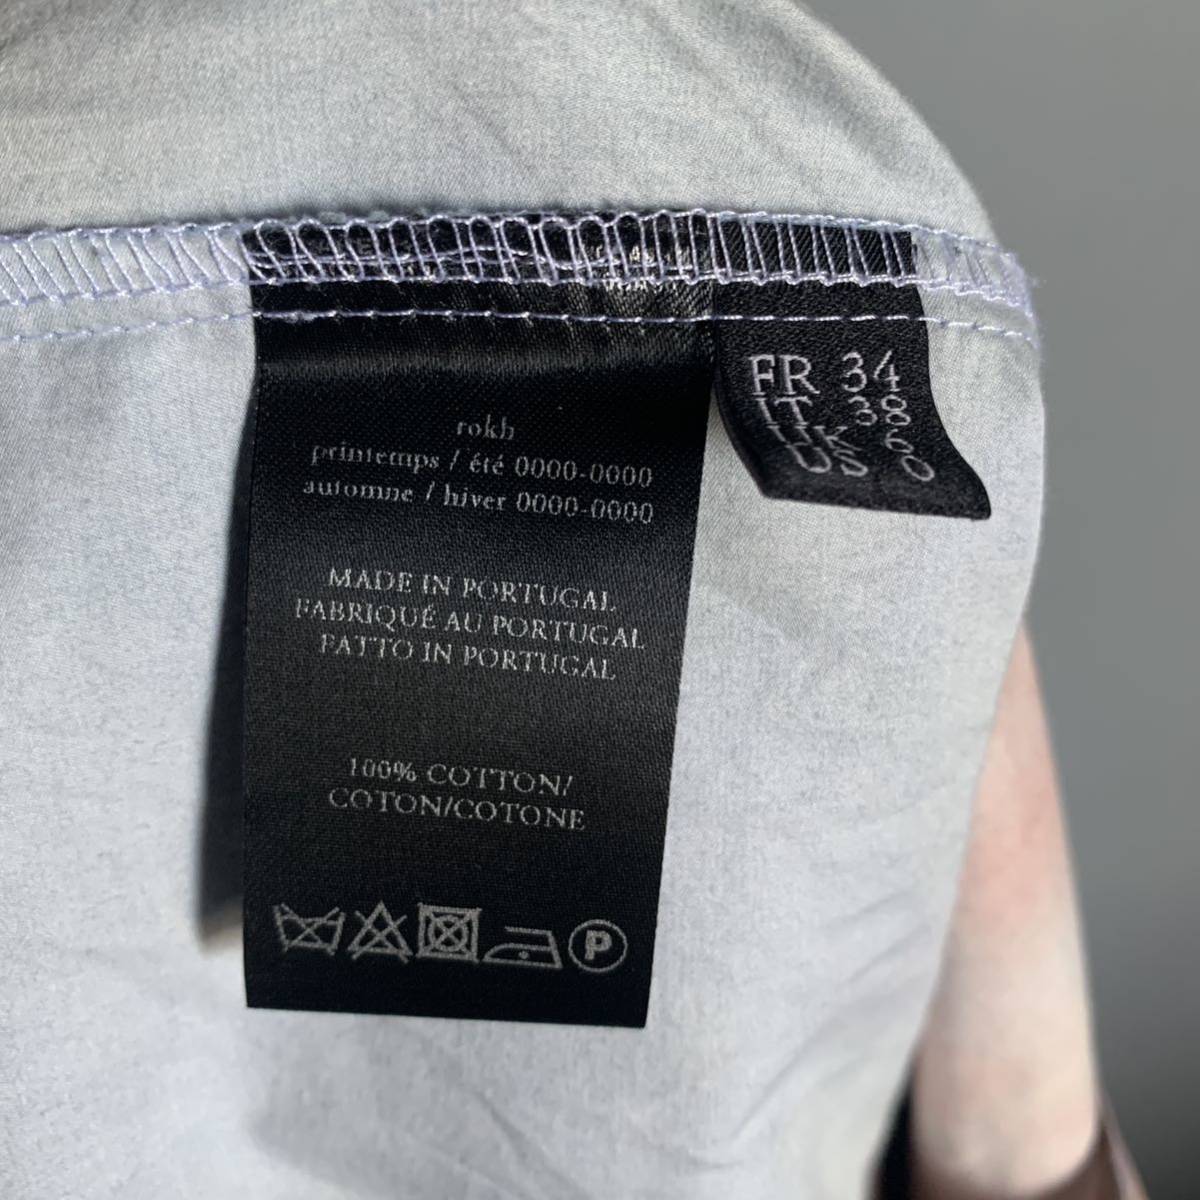 rokh
printemps / été 0000-0000
automne / hiver 0000-0000
MADE IN PORTUGAL
FABRIQUÉ AU PORTUGAL
FATTO IN PORTUGAL
100% COTTON/
COTON/COTONE
P
FR 34
IT 38
UK 6
US 0